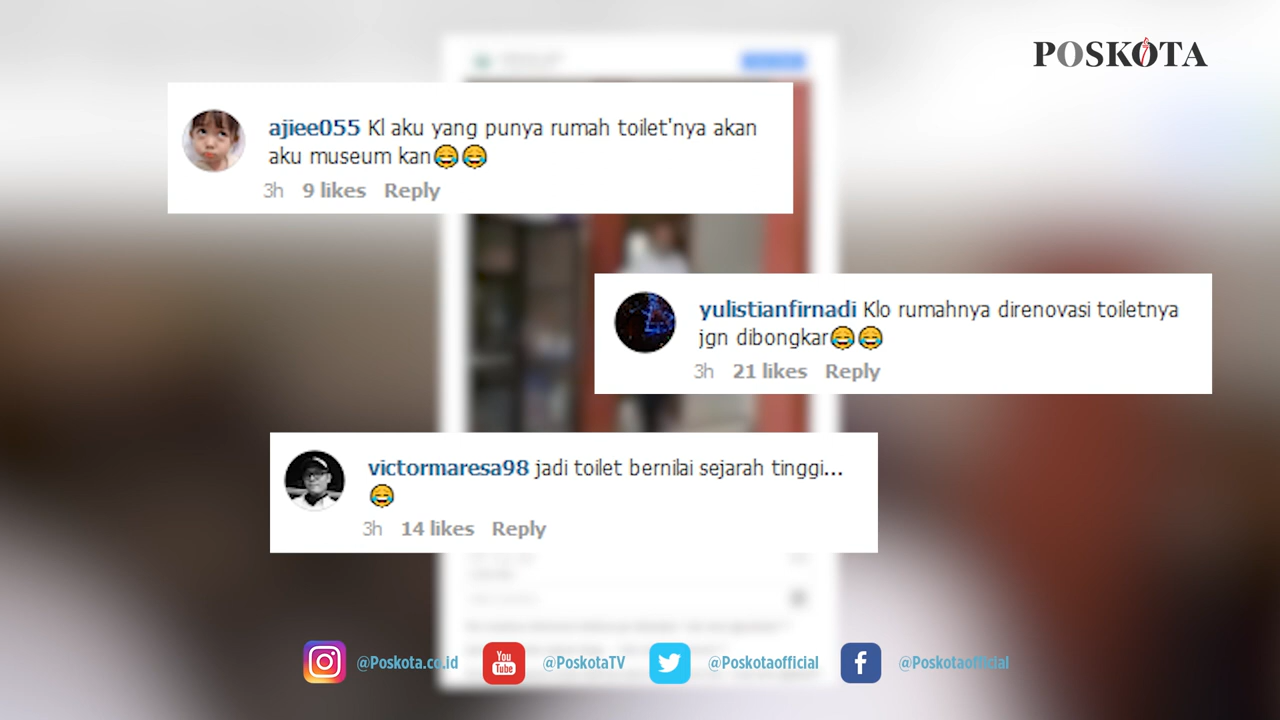 POSKOTA
ajiee055 Kl aku yang punya rumah toilet'nya akan
aku museum kan😂😂
3h 9 likes Reply
yulistianfirnadi Klo rumahnya direnovasi toiletnya
jgn dibongkar😂😂
3h 21 likes Reply
victormaresa98 jadi toilet bernilai sejarah tinggi...
😂
3h 14 likes Reply
@Poskota.co.id You Tube @PoskotaTV @Poskotaofficial @Poskotaofficial